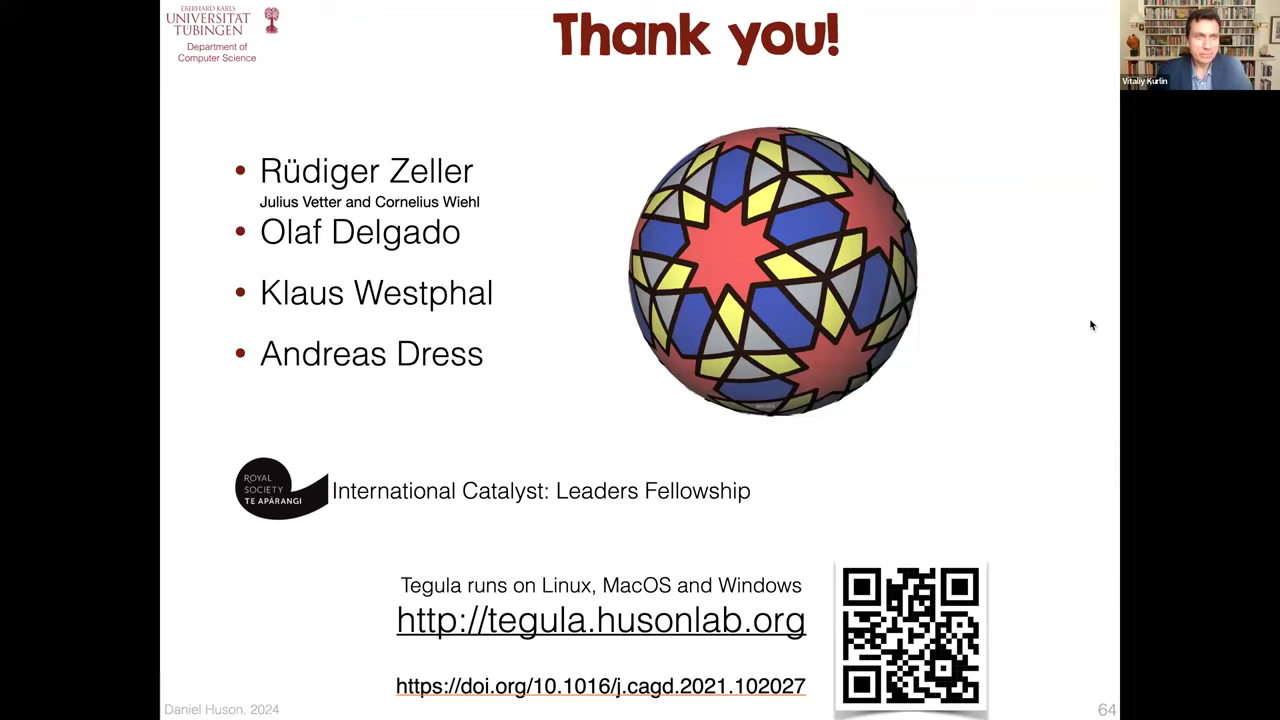 EBERHARD KARLS
UNIVERSITÄT
TÜBINGEN
Department of
Computer Science
Thank you!
Vitaliy Kurlin
• Rüdiger Zeller
Julius Vetter and Cornelius Wiehl
• Olaf Delgado
• Klaus Westphal
• Andreas Dress
ROYAL
SOCIETY
TE APĀRANGI
International Catalyst: Leaders Fellowship
Tegula runs on Linux, MacOS and Windows
http://tegula.husonlab.org
https://doi.org/10.1016/j.cagd.2021.102027
Daniel Huson, 2024
64